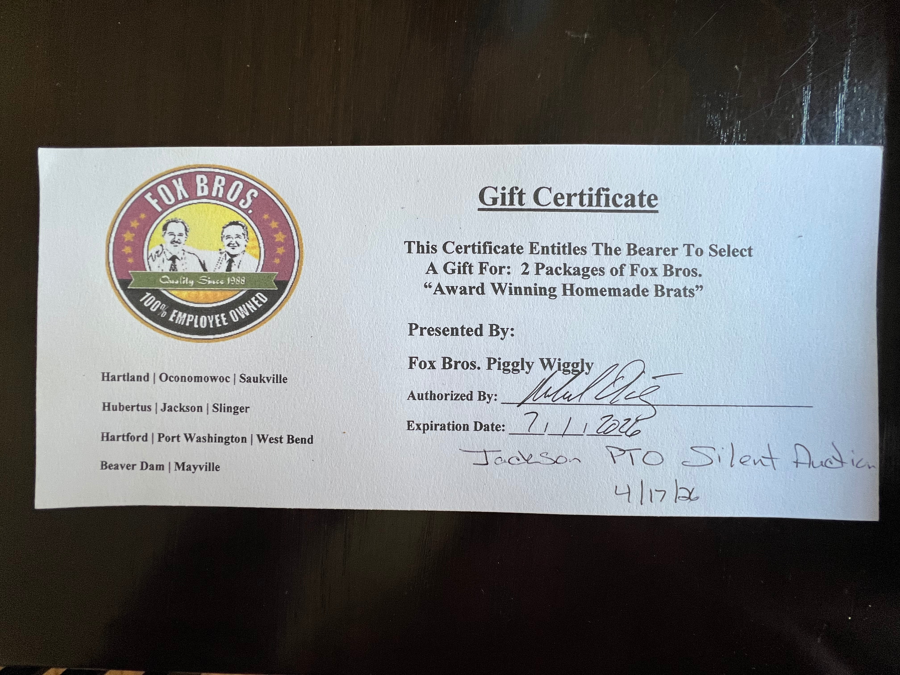 FOX BROS.
Quality Since 1988
100% EMPLOYEE OWNED
Hartland | Oconomowoc | Saukville
Hubertus | Jackson | Slinger
Hartford | Port Washington | West Bend
Beaver Dam | Mayville
Gift Certificate
This Certificate Entitles The Bearer To Select
A Gift For: 2 Packages of Fox Bros.
“Award Winning Homemade Brats”
Presented By:
Fox Bros. Piggly Wiggly
Authorized By:
Expiration Date: 7/1/2026
Jackson PTO Silent Auction
4/17/26